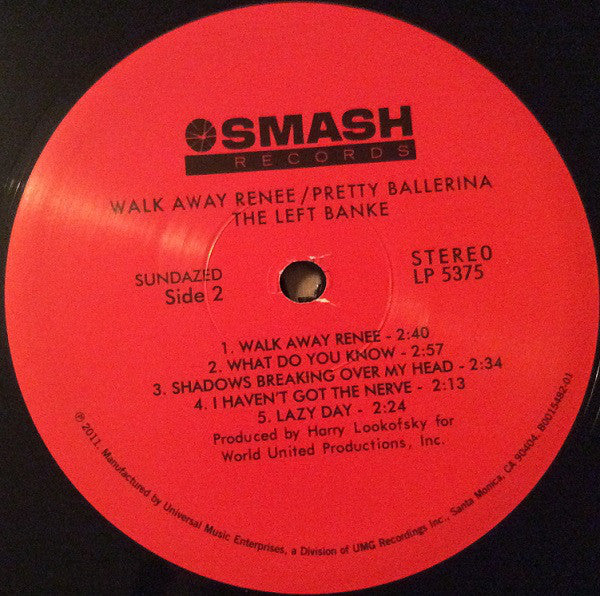 SMASH
RECORDS
WALK AWAY RENEE/PRETTY BALLERINA
THE LEFT BANKE
SUNDAZED
Side 2
STEREO
LP 5375
1. WALK AWAY RENEE - 2:40
2. WHAT DO YOU KNOW - 2:57
3. SHADOWS BREAKING OVER MY HEAD - 2:34
4. I HAVEN'T GOT THE NERVE - 2:13
5. LAZY DAY - 2:24
Produced by Harry Lookofsky for
World United Productions, Inc.
℗ 2011. Manufactured by Universal Music Enterprises, a Division of UMG Recordings Inc., Santa Monica, CA 90404. B0015482-01